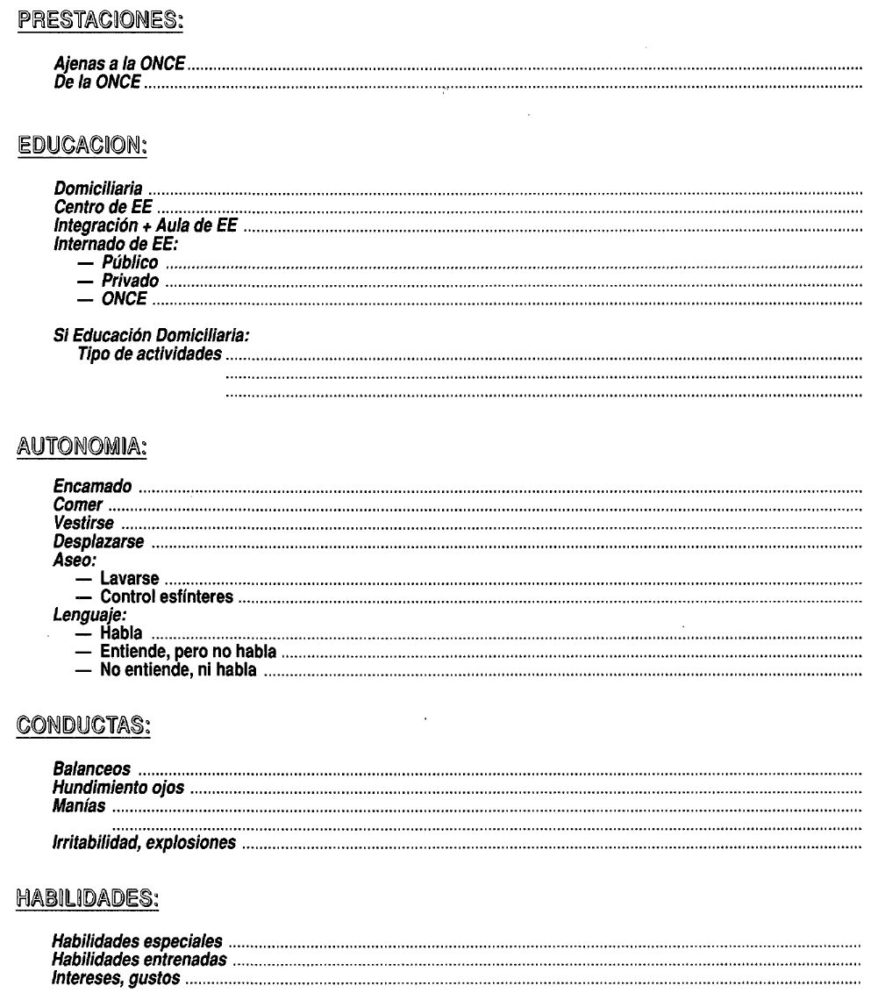 PRESTACIONES:
Ajenas a la ONCE
De la ONCE
EDUCACION:
Domiciliaria
Centro de EE
Integración + Aula de EE
Internado de EE:
— Público
— Privado
— ONCE
Si Educación Domiciliaria:
Tipo de actividades
AUTONOMIA:
Encamado
Comer
Vestirse
Desplazarse
Aseo:
— Lavarse
— Control esfínteres
Lenguaje:
— Habla
— Entiende, pero no habla
— No entiende, ni habla
CONDUCTAS:
Balanceos
Hundimiento ojos
Manías
Irritabilidad, explosiones
HABILIDADES:
Habilidades especiales
Habilidades entrenadas
Intereses, gustos